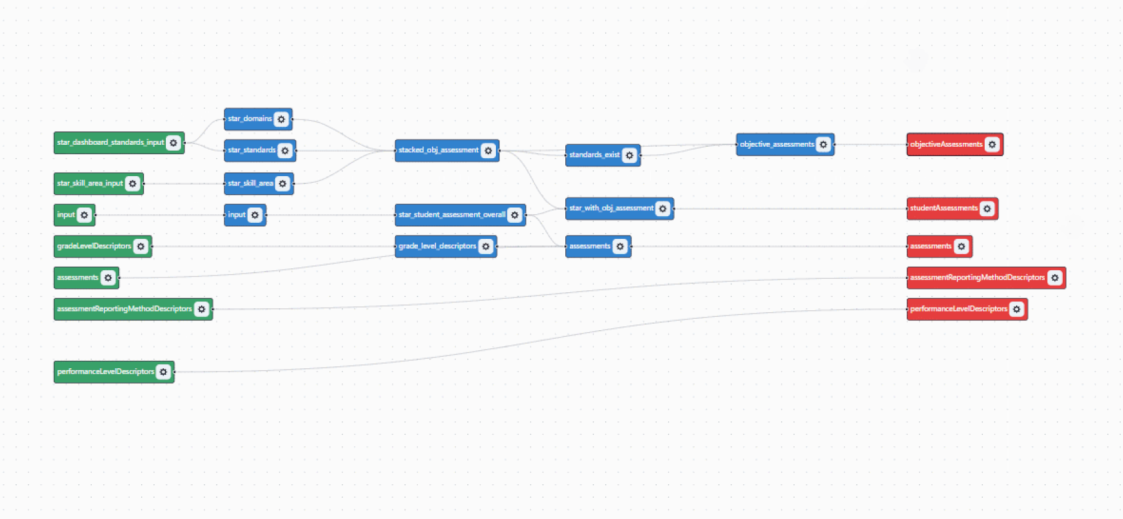 star_domains
star_dashboard_standards_input
objective_assessments
objectiveAssessments
star_standards
stacked_obj_assessment
standards_exist
star_skill_area_input
star_skill_area
input
input
star_student_assessment_overall
star_with_obj_assessment
studentAssessments
gradeLevelDescriptors
grade_level_descriptors
assessments
assessments
assessments
assessmentReportingMethodDescriptors
assessmentReportingMethodDescriptors
performanceLevelDescriptors
performanceLevelDescriptors